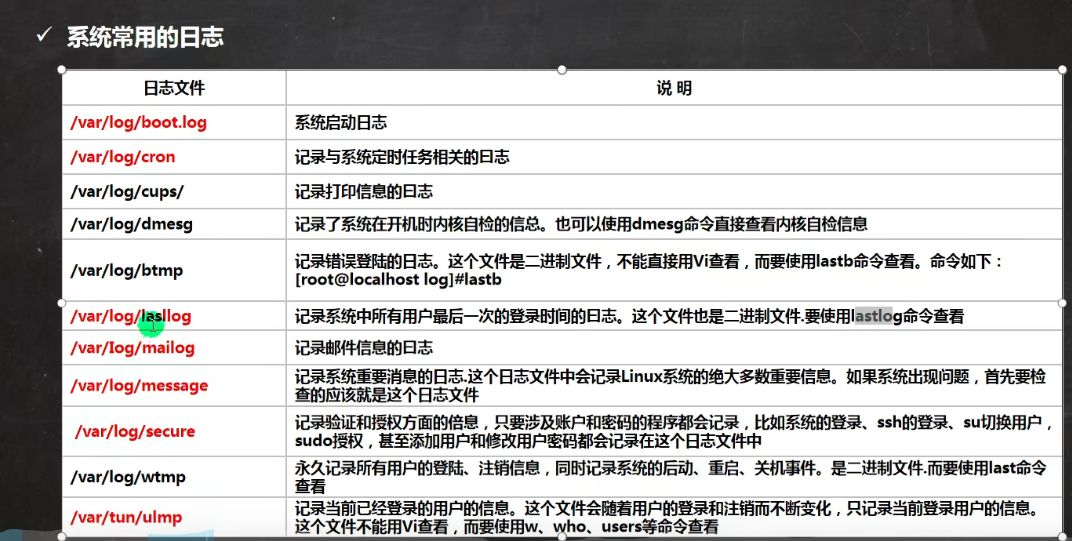 ✓ 系统常用的日志
日志文件 说 明
/var/log/boot.log 系统启动日志
/var/log/cron 记录与系统定时任务相关的曰志
/var/log/cups/ 记录打印信息的曰志
/var/log/dmesg 记录了系统在开机时内核自检的信总。也可以使用dmesg命令直接查看内核自检信息
/var/log/btmp 记录错误登陆的日志。这个文件是二进制文件，不能直接用Vi查看，而要使用lastb命令查看。命令如下：
[root@localhost log]#lastb
/var/log/lasllog 记录系统中所有用户最后一次的登录时间的曰志。这个文件也是二进制文件.要使用lastlog命令查看
/var/Iog/mailog 记录邮件信息的曰志
/var/log/message 记录系统重要消息的曰志.这个日志文件中会记录Linux系统的绝大多数重要信息。如果系统出现问题，首先要检
查的应该就是这个日志文件
/var/log/secure 记录验证和授权方面的倍息，只要涉及账户和密码的程序都会记录，比如系统的登录、ssh的登录、su切换用户，
sudo授权，甚至添加用户和修改用户密码都会记录在这个日志文件中
/var/log/wtmp 永久记录所有用户的登陆、注销信息，同时记录系统的后动、重启、关机事件。是二进制文件.而要使用last命令
查看
/var/tun/ulmp 记录当前已经登录的用户的信息。这个文件会随着用户的登录和注销而不断变化，只记录当前登录用户的信息。
这个文件不能用Vi查看，而要使用w、who、users等命令查看